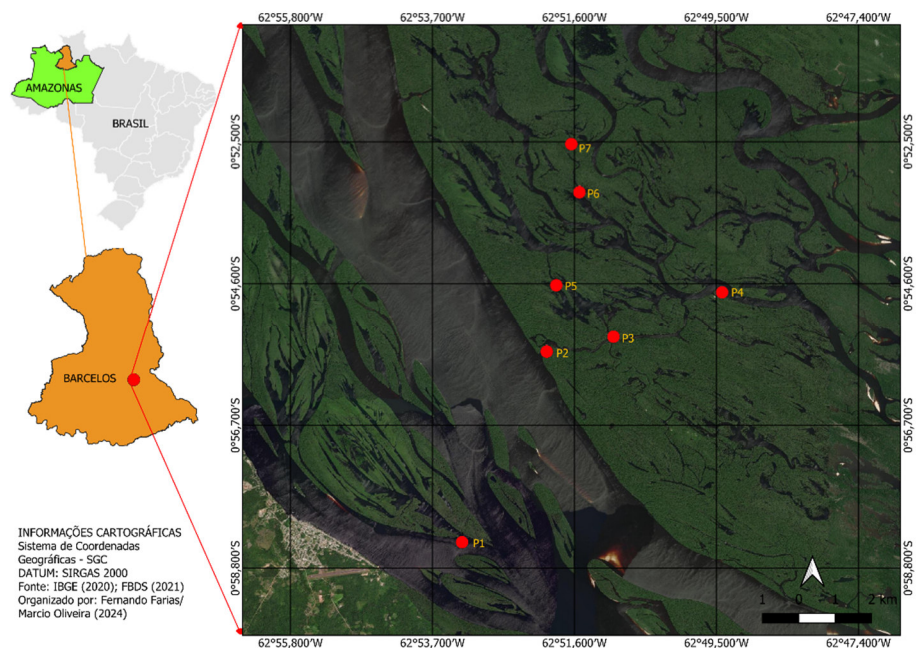 62°55,800'W 62°53,700'W 62°51,600'W 62°49,500'W 62°47,400'W
AMAZONAS
BRASIL
0°52,500'S 0°52,500'S
P7
P6
0°54,600'S 0°54,600'S
P5
P4
P3
P2
BARCELOS
0°56,700'S 0°56,700'S
P1
0°58,800'S 0°58,800'S
INFORMAÇÕES CARTOGRÁFICAS
Sistema de Coordenadas
Geográficas - SGC
DATUM: SIRGAS 2000
Fonte: IBGE (2020); FBDS (2021)
Organizado por: Fernando Farias/
Marcio Oliveira (2024)
1 0 1 2 km
62°55,800'W 62°53,700'W 62°51,600'W 62°49,500'W 62°47,400'W